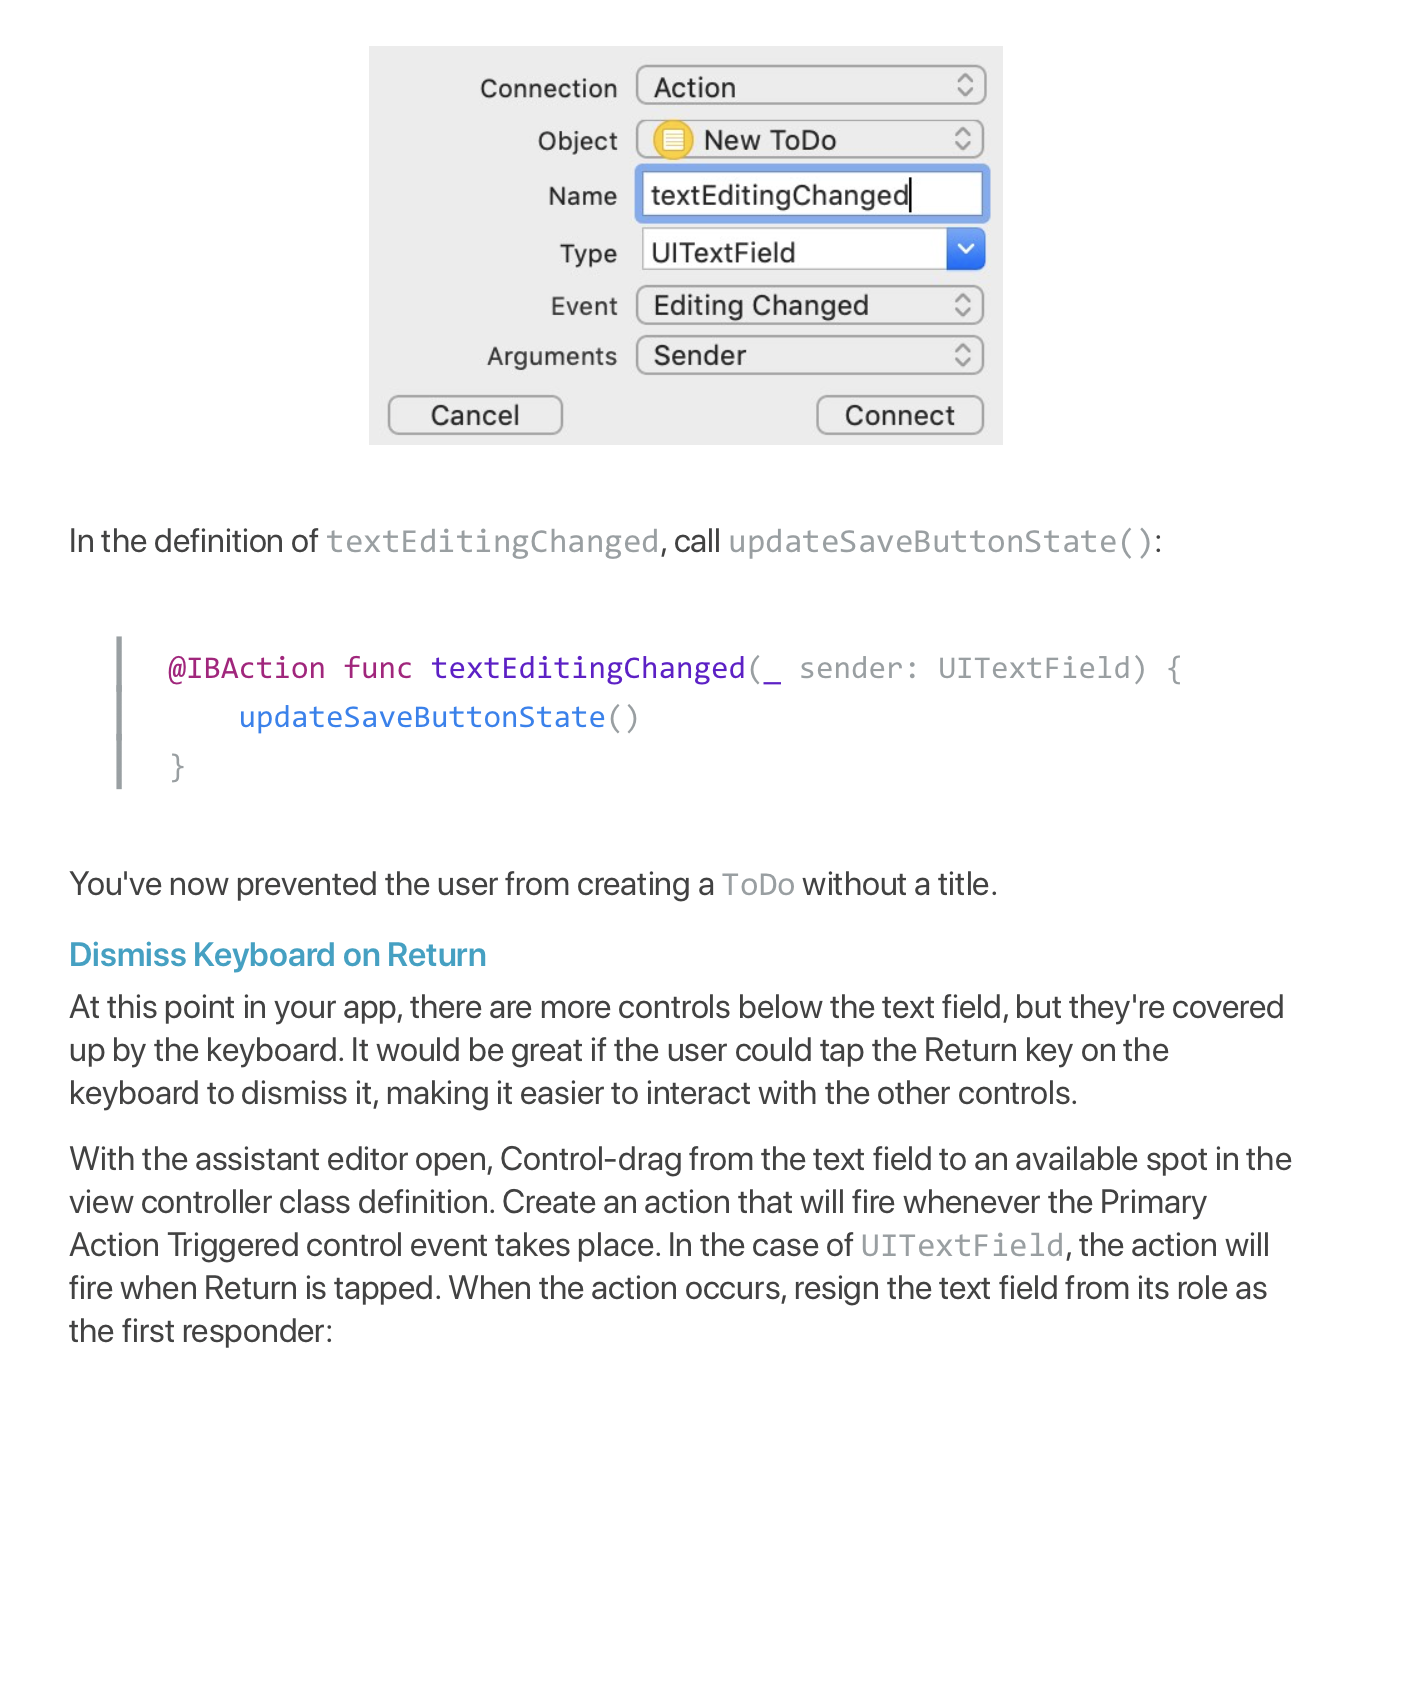 Connection Action
Object New ToDo
Name textEditingChanged
Type UITextField
Event Editing Changed
Arguments Sender
Cancel Connect
In the definition of textEditingChanged, call updateSaveButtonState():
@IBAction func textEditingChanged(_ sender: UITextField) {
    updateSaveButtonState()
}
You've now prevented the user from creating a ToDo without a title.
Dismiss Keyboard on Return
At this point in your app, there are more controls below the text field, but they're covered
up by the keyboard. It would be great if the user could tap the Return key on the
keyboard to dismiss it, making it easier to interact with the other controls.
With the assistant editor open, Control-drag from the text field to an available spot in the
view controller class definition. Create an action that will fire whenever the Primary
Action Triggered control event takes place. In the case of UITextField, the action will
fire when Return is tapped. When the action occurs, resign the text field from its role as
the first responder: